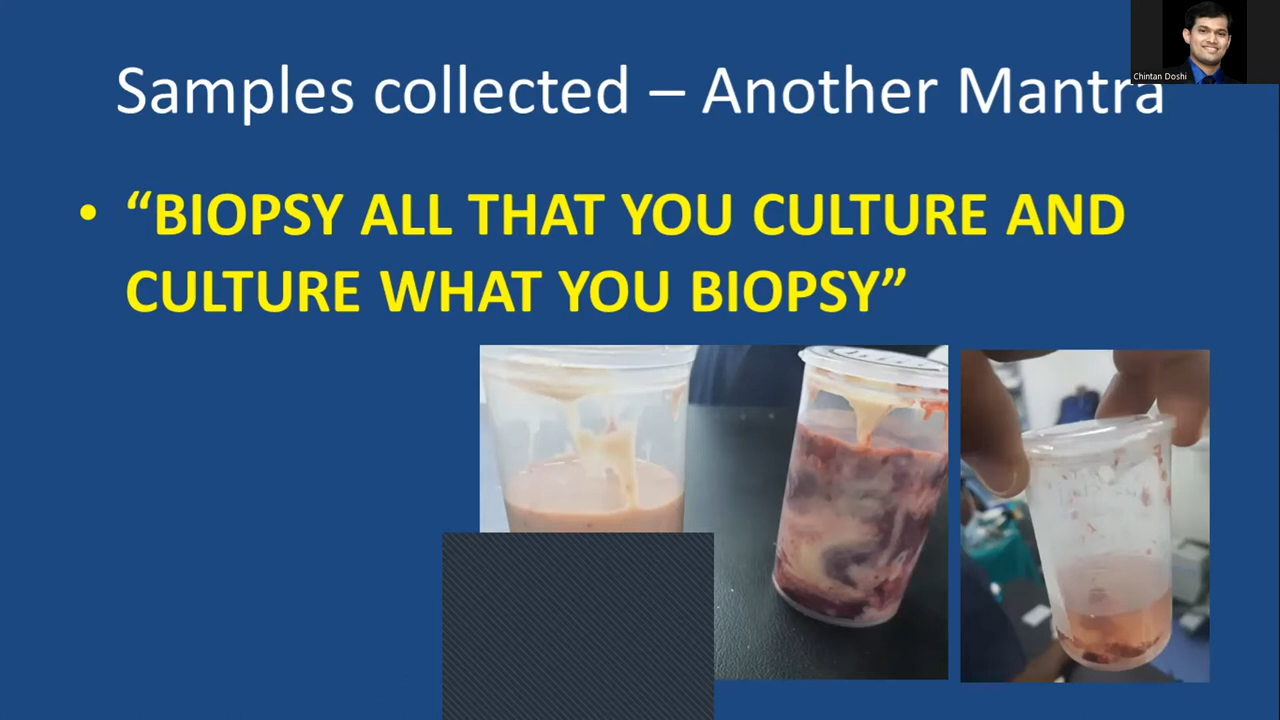 Chintan Doshi
Samples collected – Another Mantra
• “BIOPSY ALL THAT YOU CULTURE AND
CULTURE WHAT YOU BIOPSY”